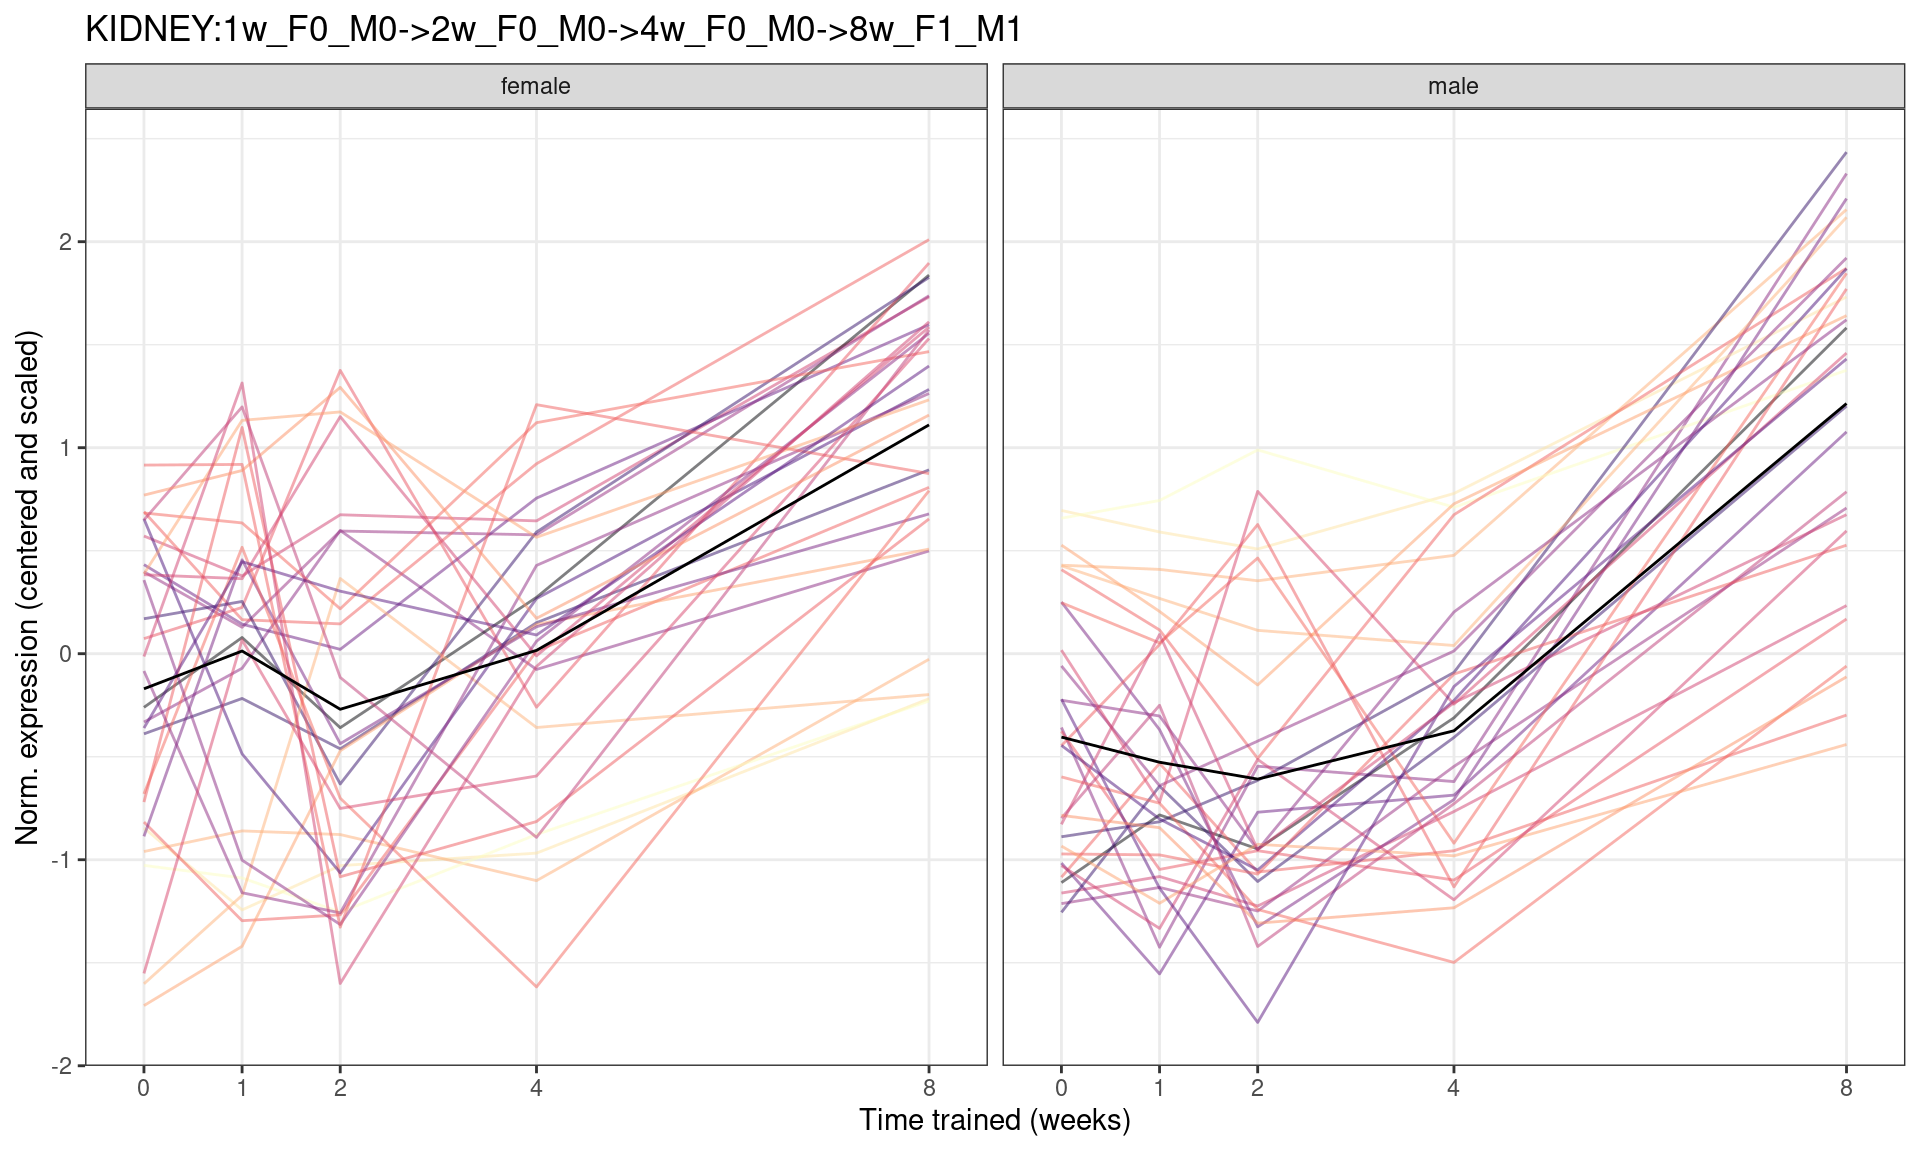 KIDNEY:1w_F0_M0->2w_F0_M0->4w_F0_M0->8w_F1_M1
female
male
Norm. expression (centered and scaled)
2
1
0
-1
-2
0 1 2 4 8
0 1 2 4 8
Time trained (weeks)